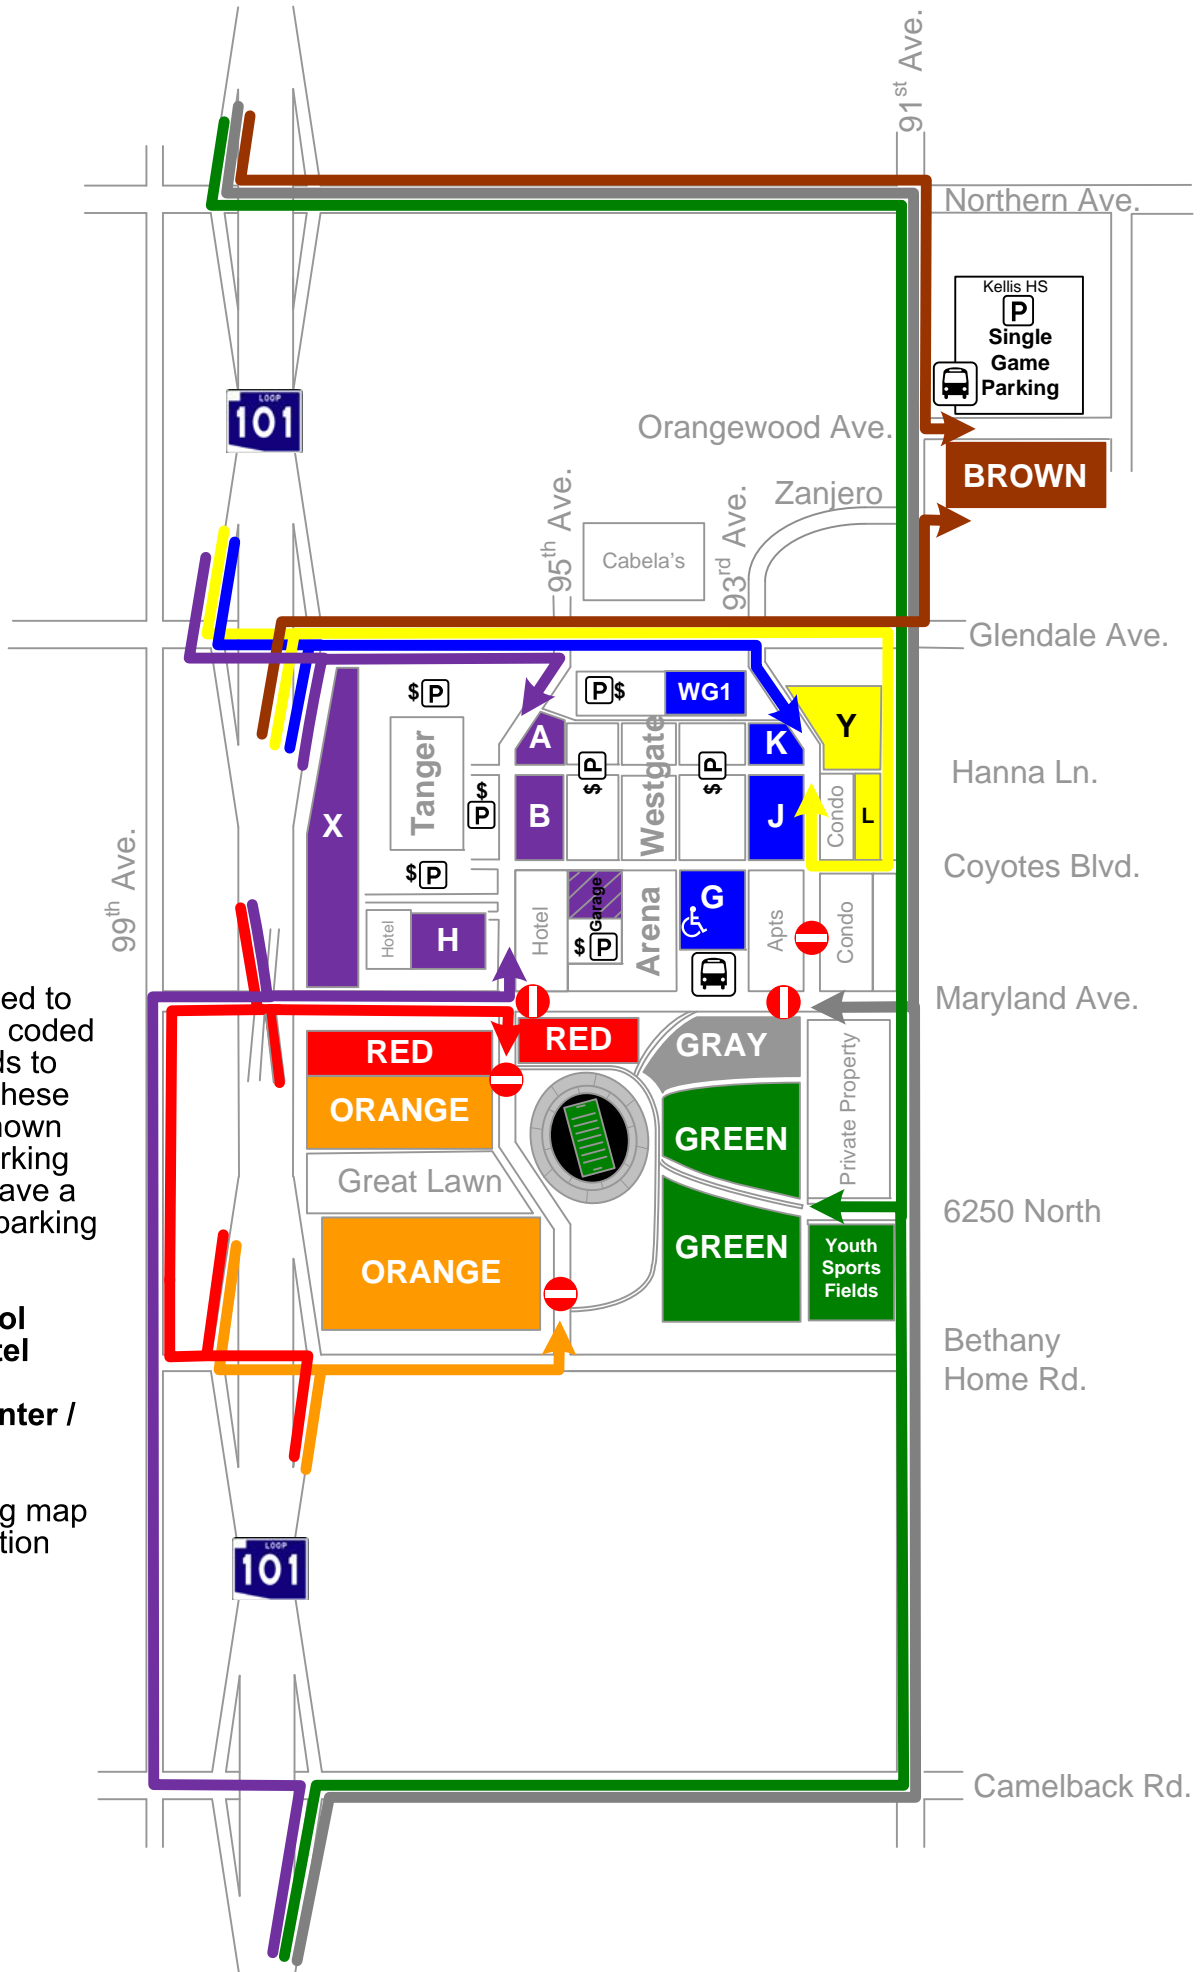 91st Ave.
Northern Ave.
Kellis HS
P
Single
Game
Parking
LOOP
101
Orangewood Ave.
BROWN
Zanjero
95th Ave.
93rd Ave.
Cabela's
Glendale Ave.
$P
P$
WG1
A
K
Y
Tanger
$P
Westgate
$P
Hanna Ln.
$
P
X
B
J
Condo
L
99th Ave.
$P
Coyotes Blvd.
Hotel
H
Hotel
Garage
$P
Arena
G
Apts
Condo
Maryland Ave.
ed to
coded
ds to
hese
nown
rking
ave a
parking
ol
tel
nter /
g map
tion
RED
RED
GRAY
ORANGE
GREEN
Private Property
Great Lawn
6250 North
ORANGE
GREEN
Youth
Sports
Fields
Bethany
Home Rd.
LOOP
101
Camelback Rd.